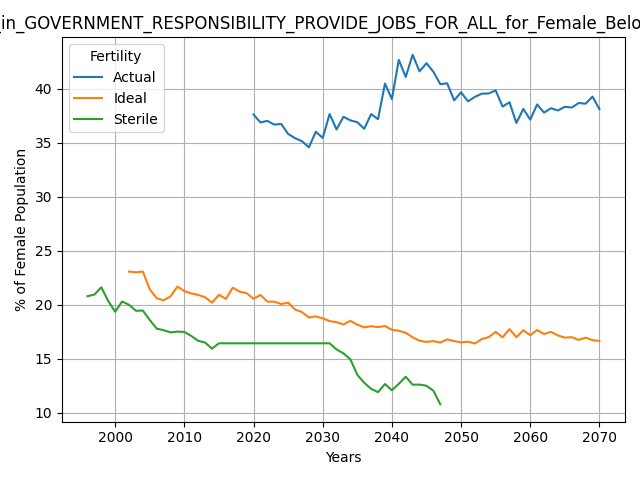 _in_GOVERNMENT_RESPONSIBILITY_PROVIDE_JOBS_FOR_ALL_for_Female_Belo
Fertility
Actual
Ideal
Sterile
% of Female Population
40
35
30
25
20
15
10
2000 2010 2020 2030 2040 2050 2060 2070
Years